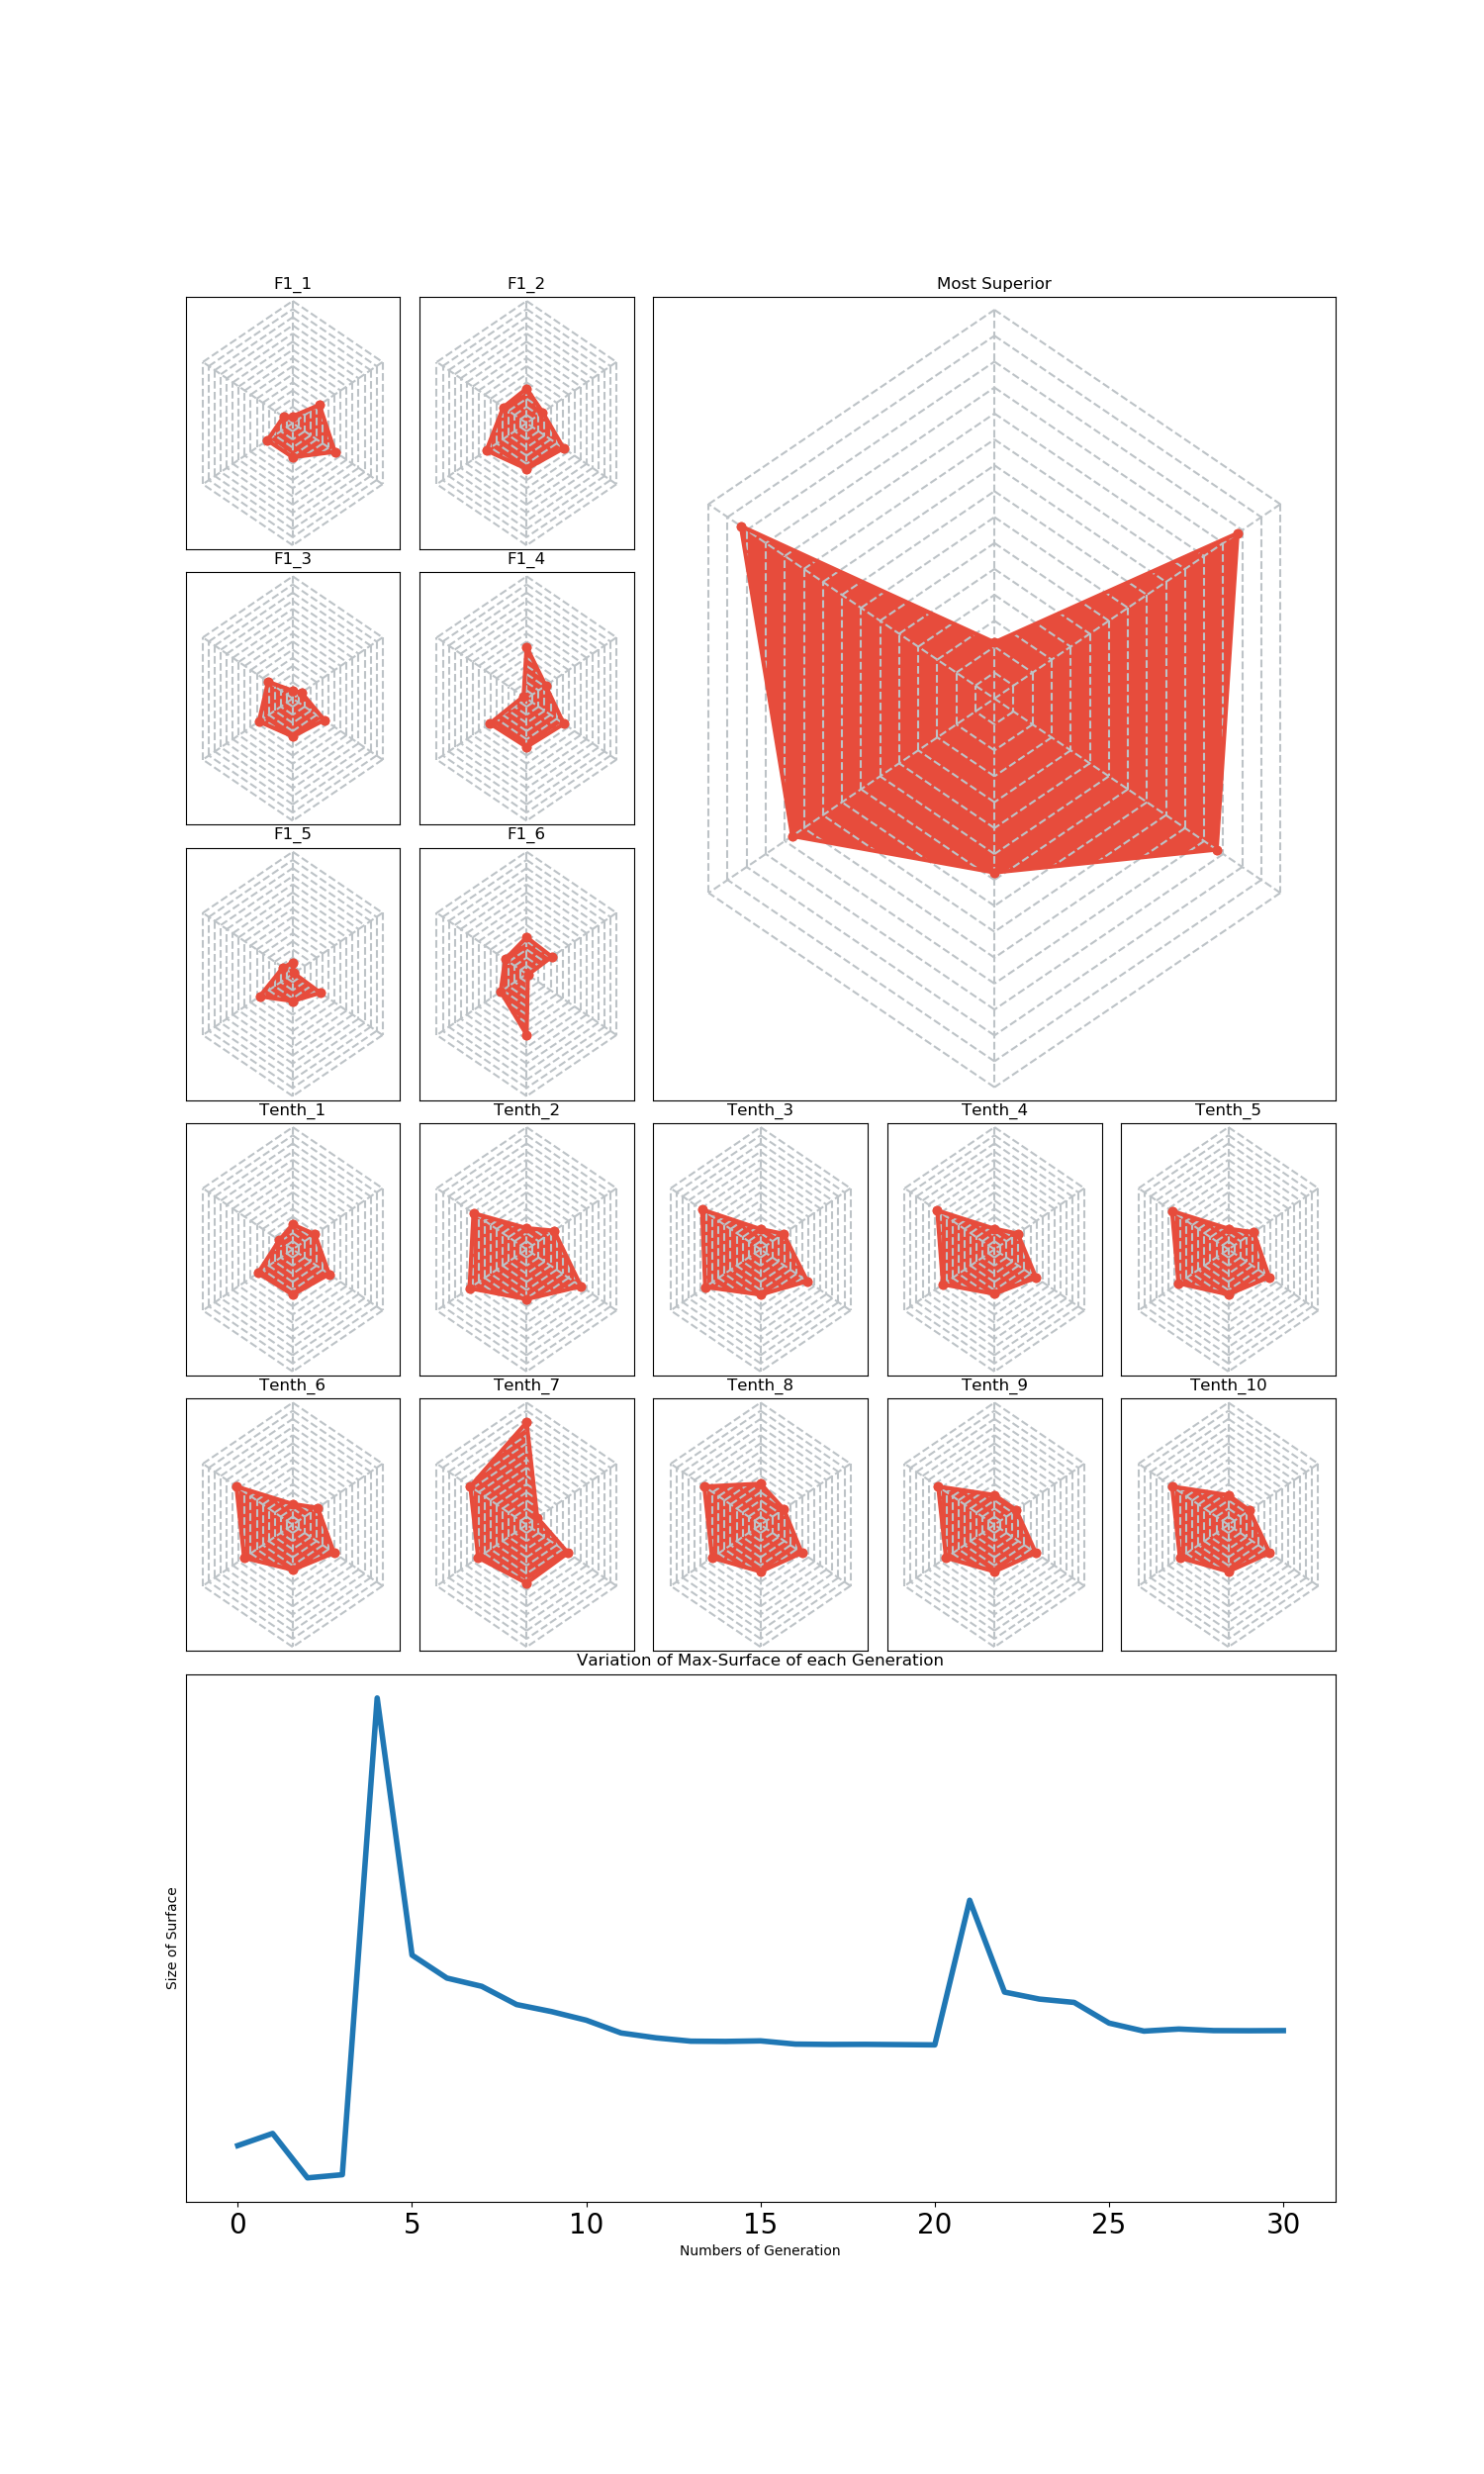 F1_1
F1_2
Most Superior
F1_3
F1_4
F1_5
F1_6
Tenth_1
Tenth_2
Tenth_3
Tenth_4
Tenth_5
Tenth_6
Tenth_7
Tenth_8
Tenth_9
Tenth_10
Variation of Max-Surface of each Generation
Size of Surface
0 5 10 15 20 25 30
Numbers of Generation